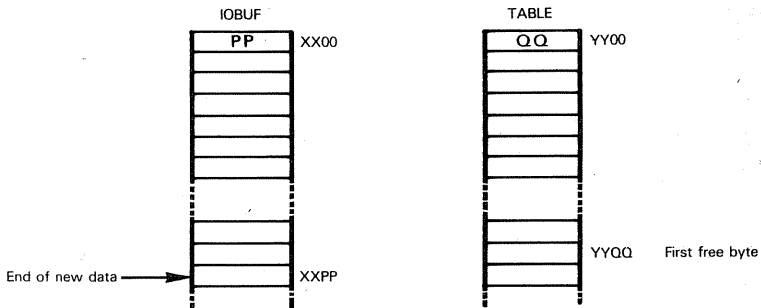 IOBUF TABLE
PP XX00 QQ YY00
YYQQ First free byte
End of new data XXPP